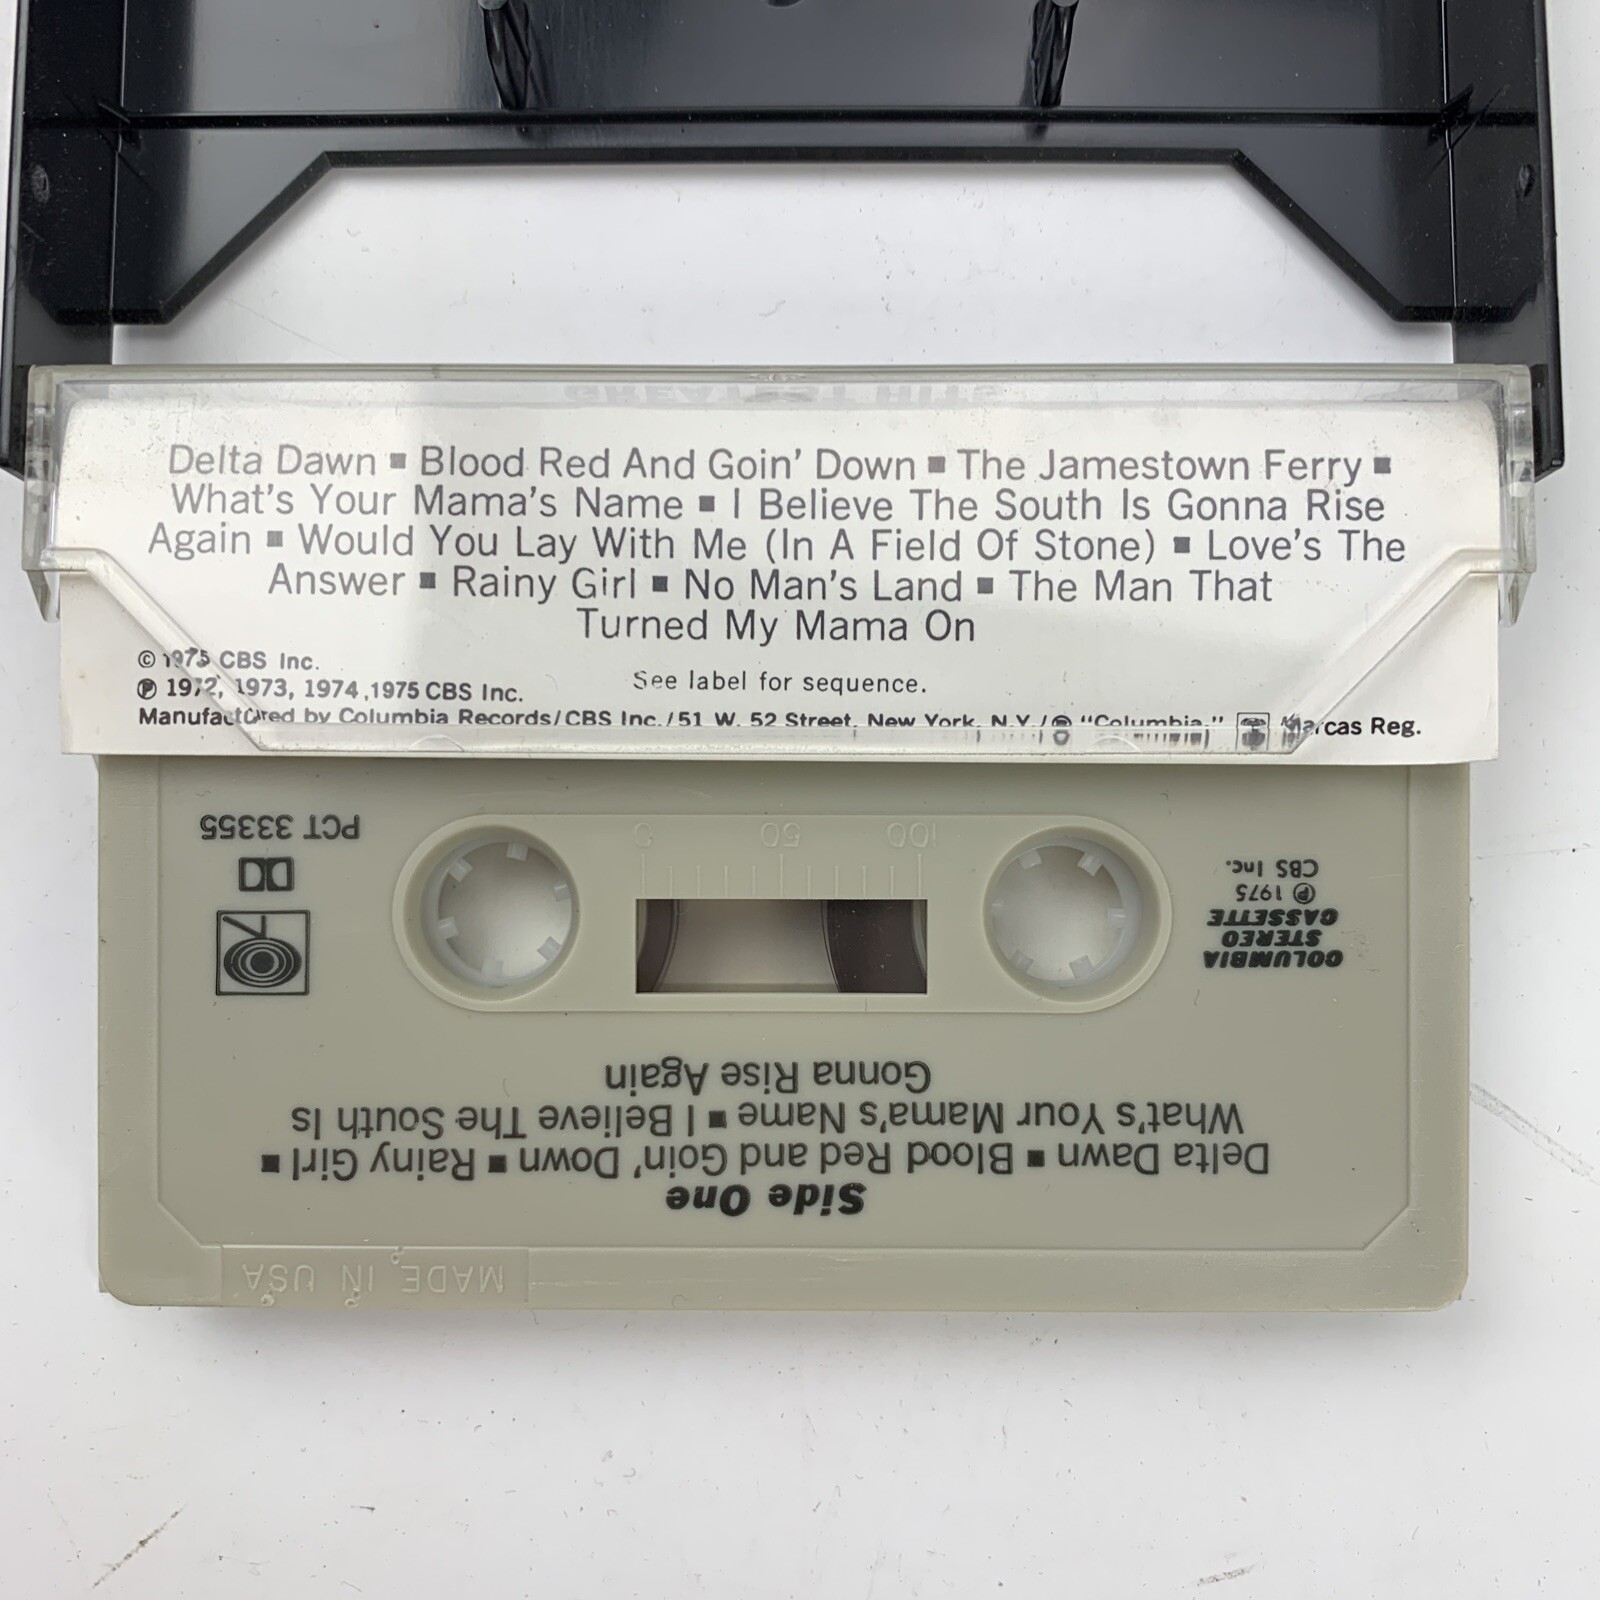 GREATEST HITS
Delta Dawn ▪ Blood Red And Goin' Down ▪ The Jamestown Ferry ▪
What's Your Mama's Name ▪ I Believe The South Is Gonna Rise
Again ▪ Would You Lay With Me (In A Field Of Stone) ▪ Love's The
Answer ▪ Rainy Girl ▪ No Man's Land ▪ The Man That
Turned My Mama On
© 1975 CBS Inc.
℗ 1972, 1973, 1974, 1975 CBS Inc.
See label for sequence.
Manufactured by Columbia Records/CBS Inc./51 W. 52 Street, New York, N.Y./® "Columbia," Marcas Reg.
MADE IN USA
Side One
Delta Dawn ▪ Blood Red and Goin' Down ▪ Rainy Girl ▪
What's Your Mama's Name ▪ I Believe The South Is
Gonna Rise Again
COLUMBIA
STEREO
CASSETTE
℗ 1975
CBS Inc.
0 50 100
PCT 33355